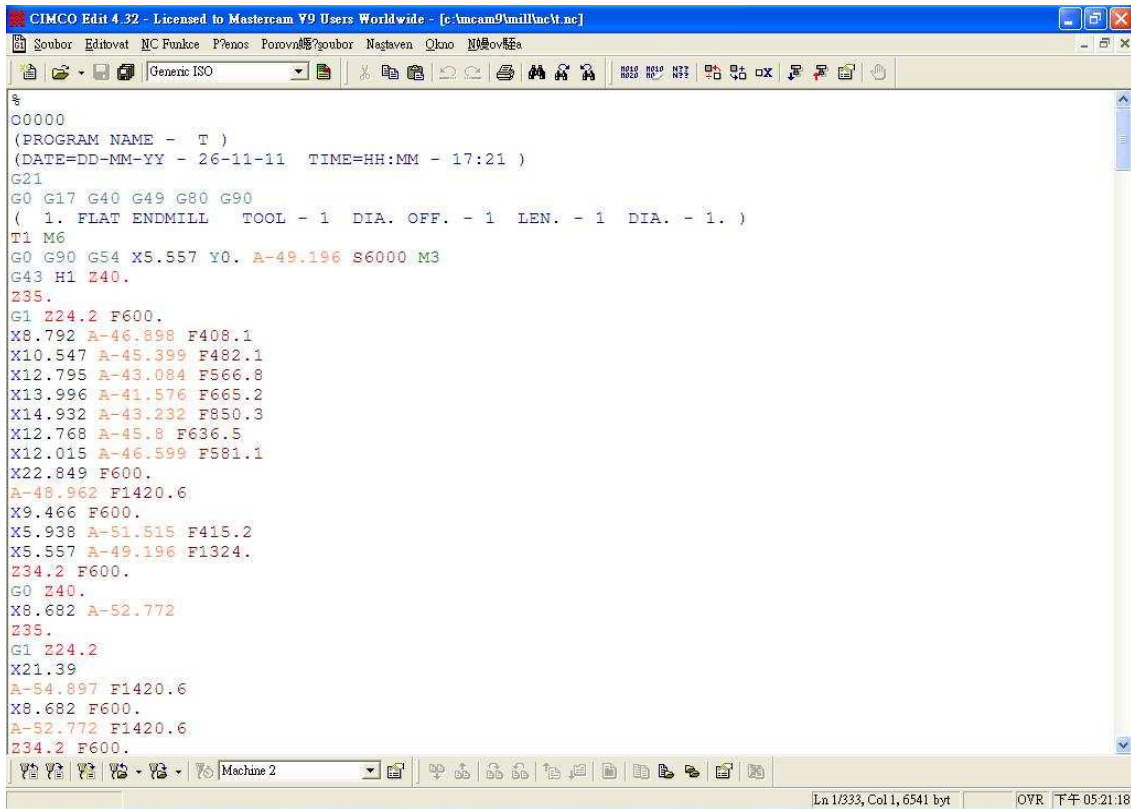 CIMCO Edit 4.32 - Licensed to Mastercam V9 Users Worldwide - [c:\mcam9\mill\nc\t.nc]
Soubor Editovat NC Funkce P?enos Nastaven Okno
Generic ISO
%
O0000
(PROGRAM NAME - T )
(DATE=DD-MM-YY - 26-11-11 TIME=HH:MM - 17:21 )
G21
G0 G17 G40 G49 G80 G90
( 1. FLAT ENDMILL TOOL - 1 DIA. OFF. - 1 LEN. - 1 DIA. - 1. )
T1 M6
G0 G90 G54 X5.557 Y0. A-49.196 S6000 M3
G43 H1 Z40.
Z35.
G1 Z24.2 F600.
X8.792 A-46.898 F408.1
X10.547 A-45.399 F482.1
X12.795 A-43.084 F566.8
X13.996 A-41.576 F665.2
X14.932 A-43.232 F850.3
X12.768 A-45.8 F636.5
X12.015 A-46.599 F581.1
X22.849 F600.
A-48.962 F1420.6
X9.466 F600.
X5.938 A-51.515 F415.2
X5.557 A-49.196 F1324.
Z34.2 F600.
G0 Z40.
X8.682 A-52.772
Z35.
G1 Z24.2
X21.39
A-54.897 F1420.6
X8.682 F600.
A-52.772 F1420.6
Z34.2 F600.
Machine 2
Ln 1/333, Col 1, 6541 byt OVR 下午 05:21:18